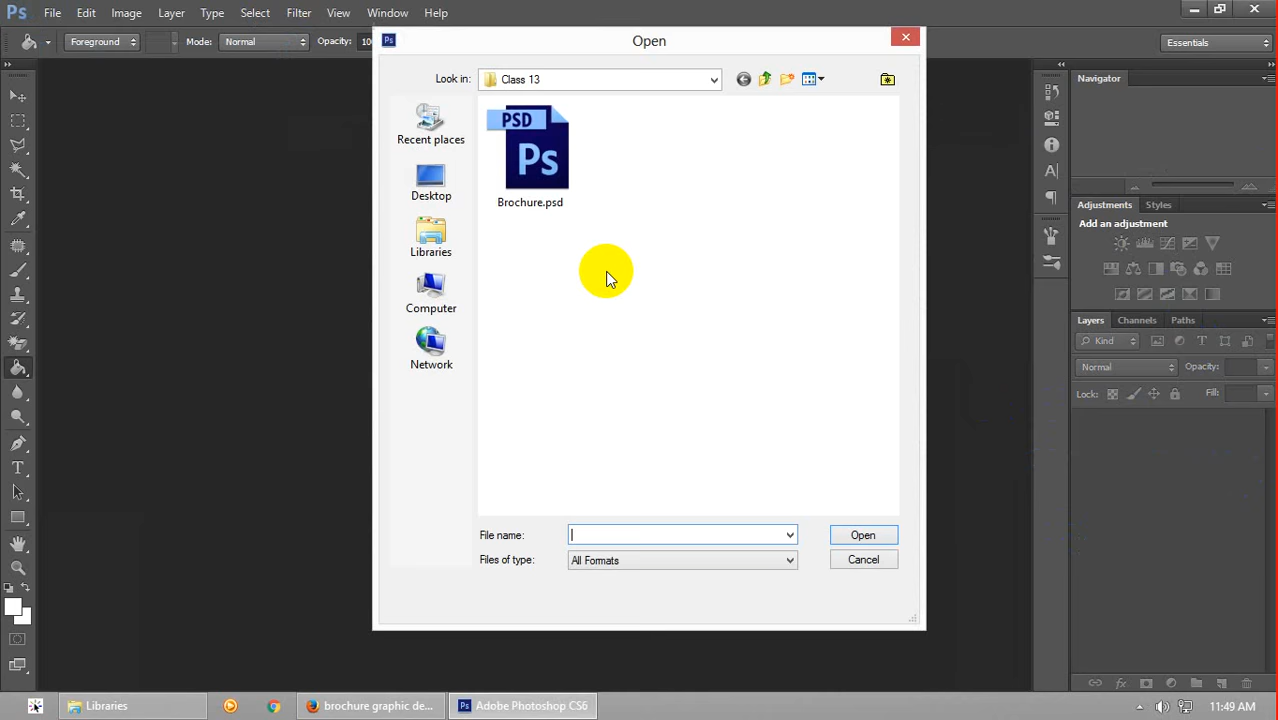 Ps File Edit Image Layer Type Select Filter View Window Help
Foreground Mode: Normal Opacity: Essentials
Ps Open
Look in: Class 13
Recent places
Desktop
Libraries
Computer
Network
PSD
Ps
Brochure.psd
File name: Open
Files of type: All Formats Cancel
Navigator
Adjustments Styles
Add an adjustment
Layers Channels Paths
Kind
Normal Opacity:
Lock: Fill:
Libraries brochure graphic de... Ps Adobe Photoshop CS6 11:49 AM